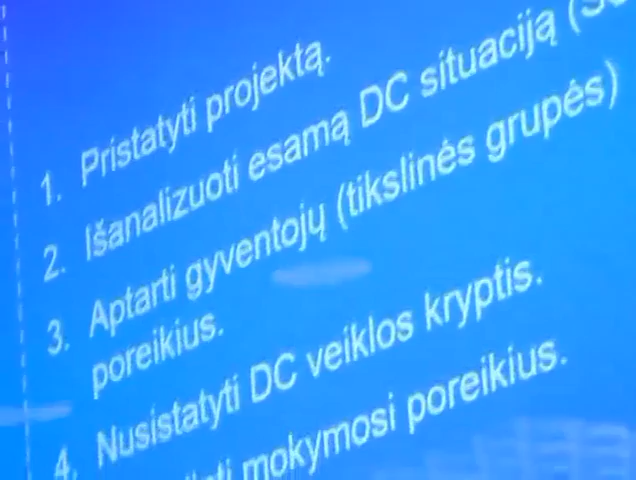 1. Pristatyti projektą.
2. Išanalizuoti esamą DC situaciją
3. Aptarti gyventojų (tikslinės grupės)
poreikius.
4. Nusistatyti DC veiklos kryptis.
mokymosi poreikius.